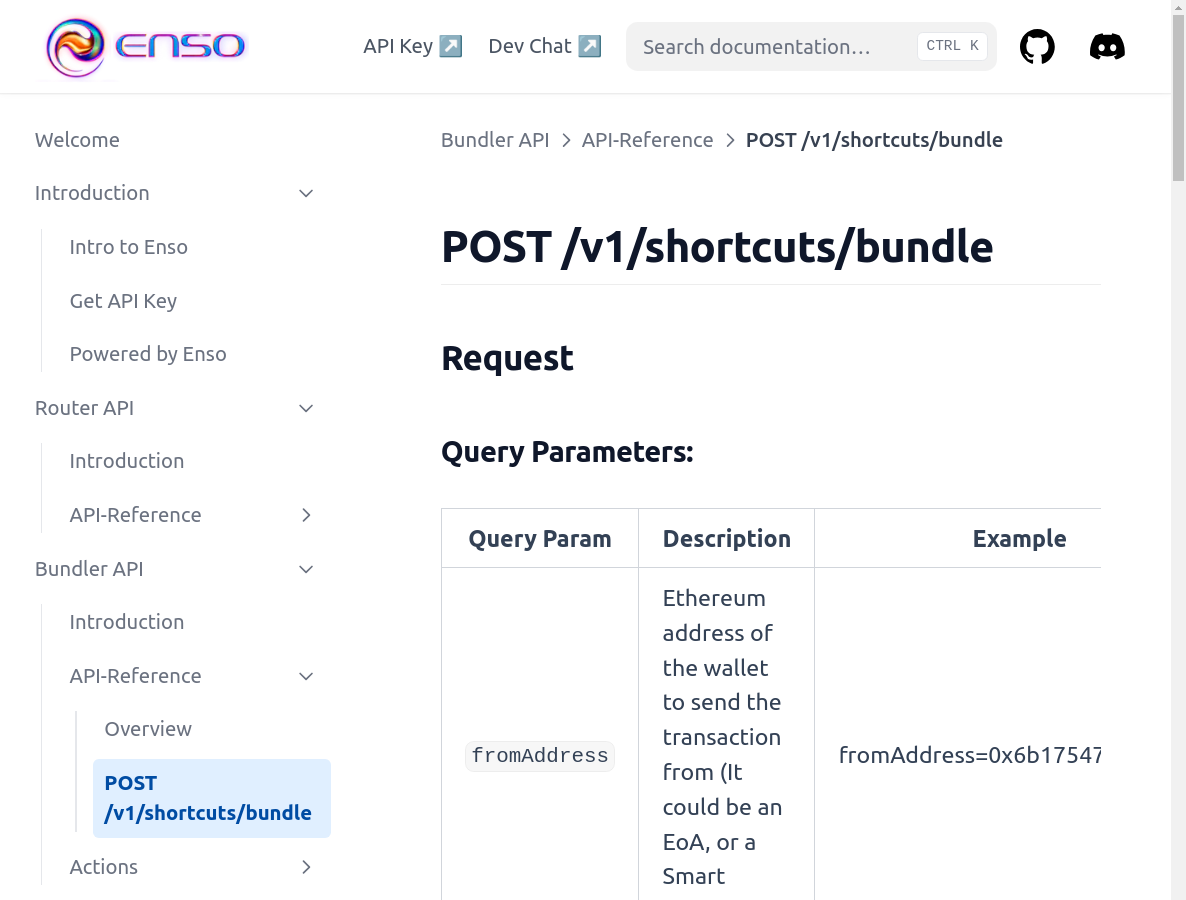 ENSO
API Key ↗
Dev Chat ↗
Search documentation…
CTRL K
Welcome
Introduction
Intro to Enso
Get API Key
Powered by Enso
Router API
Introduction
API-Reference
Bundler API
Introduction
API-Reference
Overview
POST
/v1/shortcuts/bundle
Actions
Bundler API > API-Reference > POST /v1/shortcuts/bundle
POST /v1/shortcuts/bundle
Request
Query Parameters:
Query Param
Description
Example
fromAddress
Ethereum
address of
the wallet
to send the
transaction
from (It
could be an
EoA, or a
Smart
fromAddress=0x6b17547